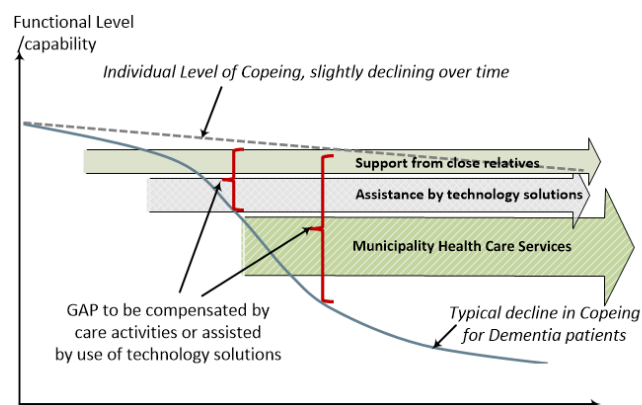 Functional Level
/capability
Individual Level of Copeing, slightly declining over time
Support from close relatives
Assistance by technology solutions
Municipality Health Care Services
GAP to be compensated by
care activities or assisted
by use of technology solutions
Typical decline in Copeing
for Dementia patients